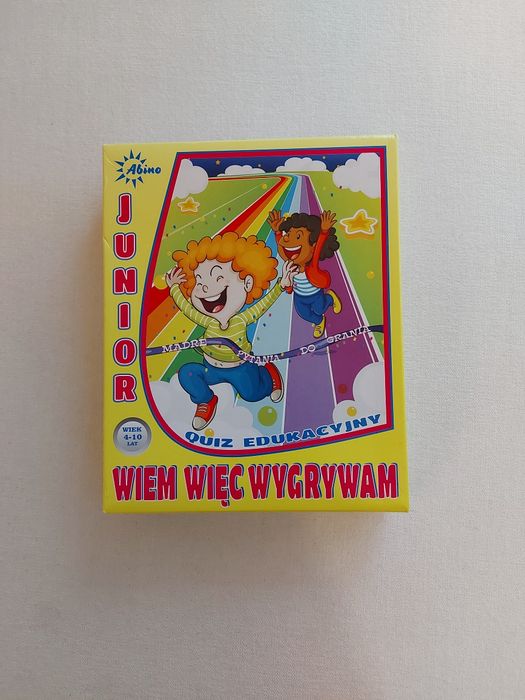 Abino
JUNIOR
MĄDRE PYTANIA DO GRANIA
WIEK
4-10
LAT
QUIZ EDUKACYJNY
WIEM WIĘC WYGRYWAM